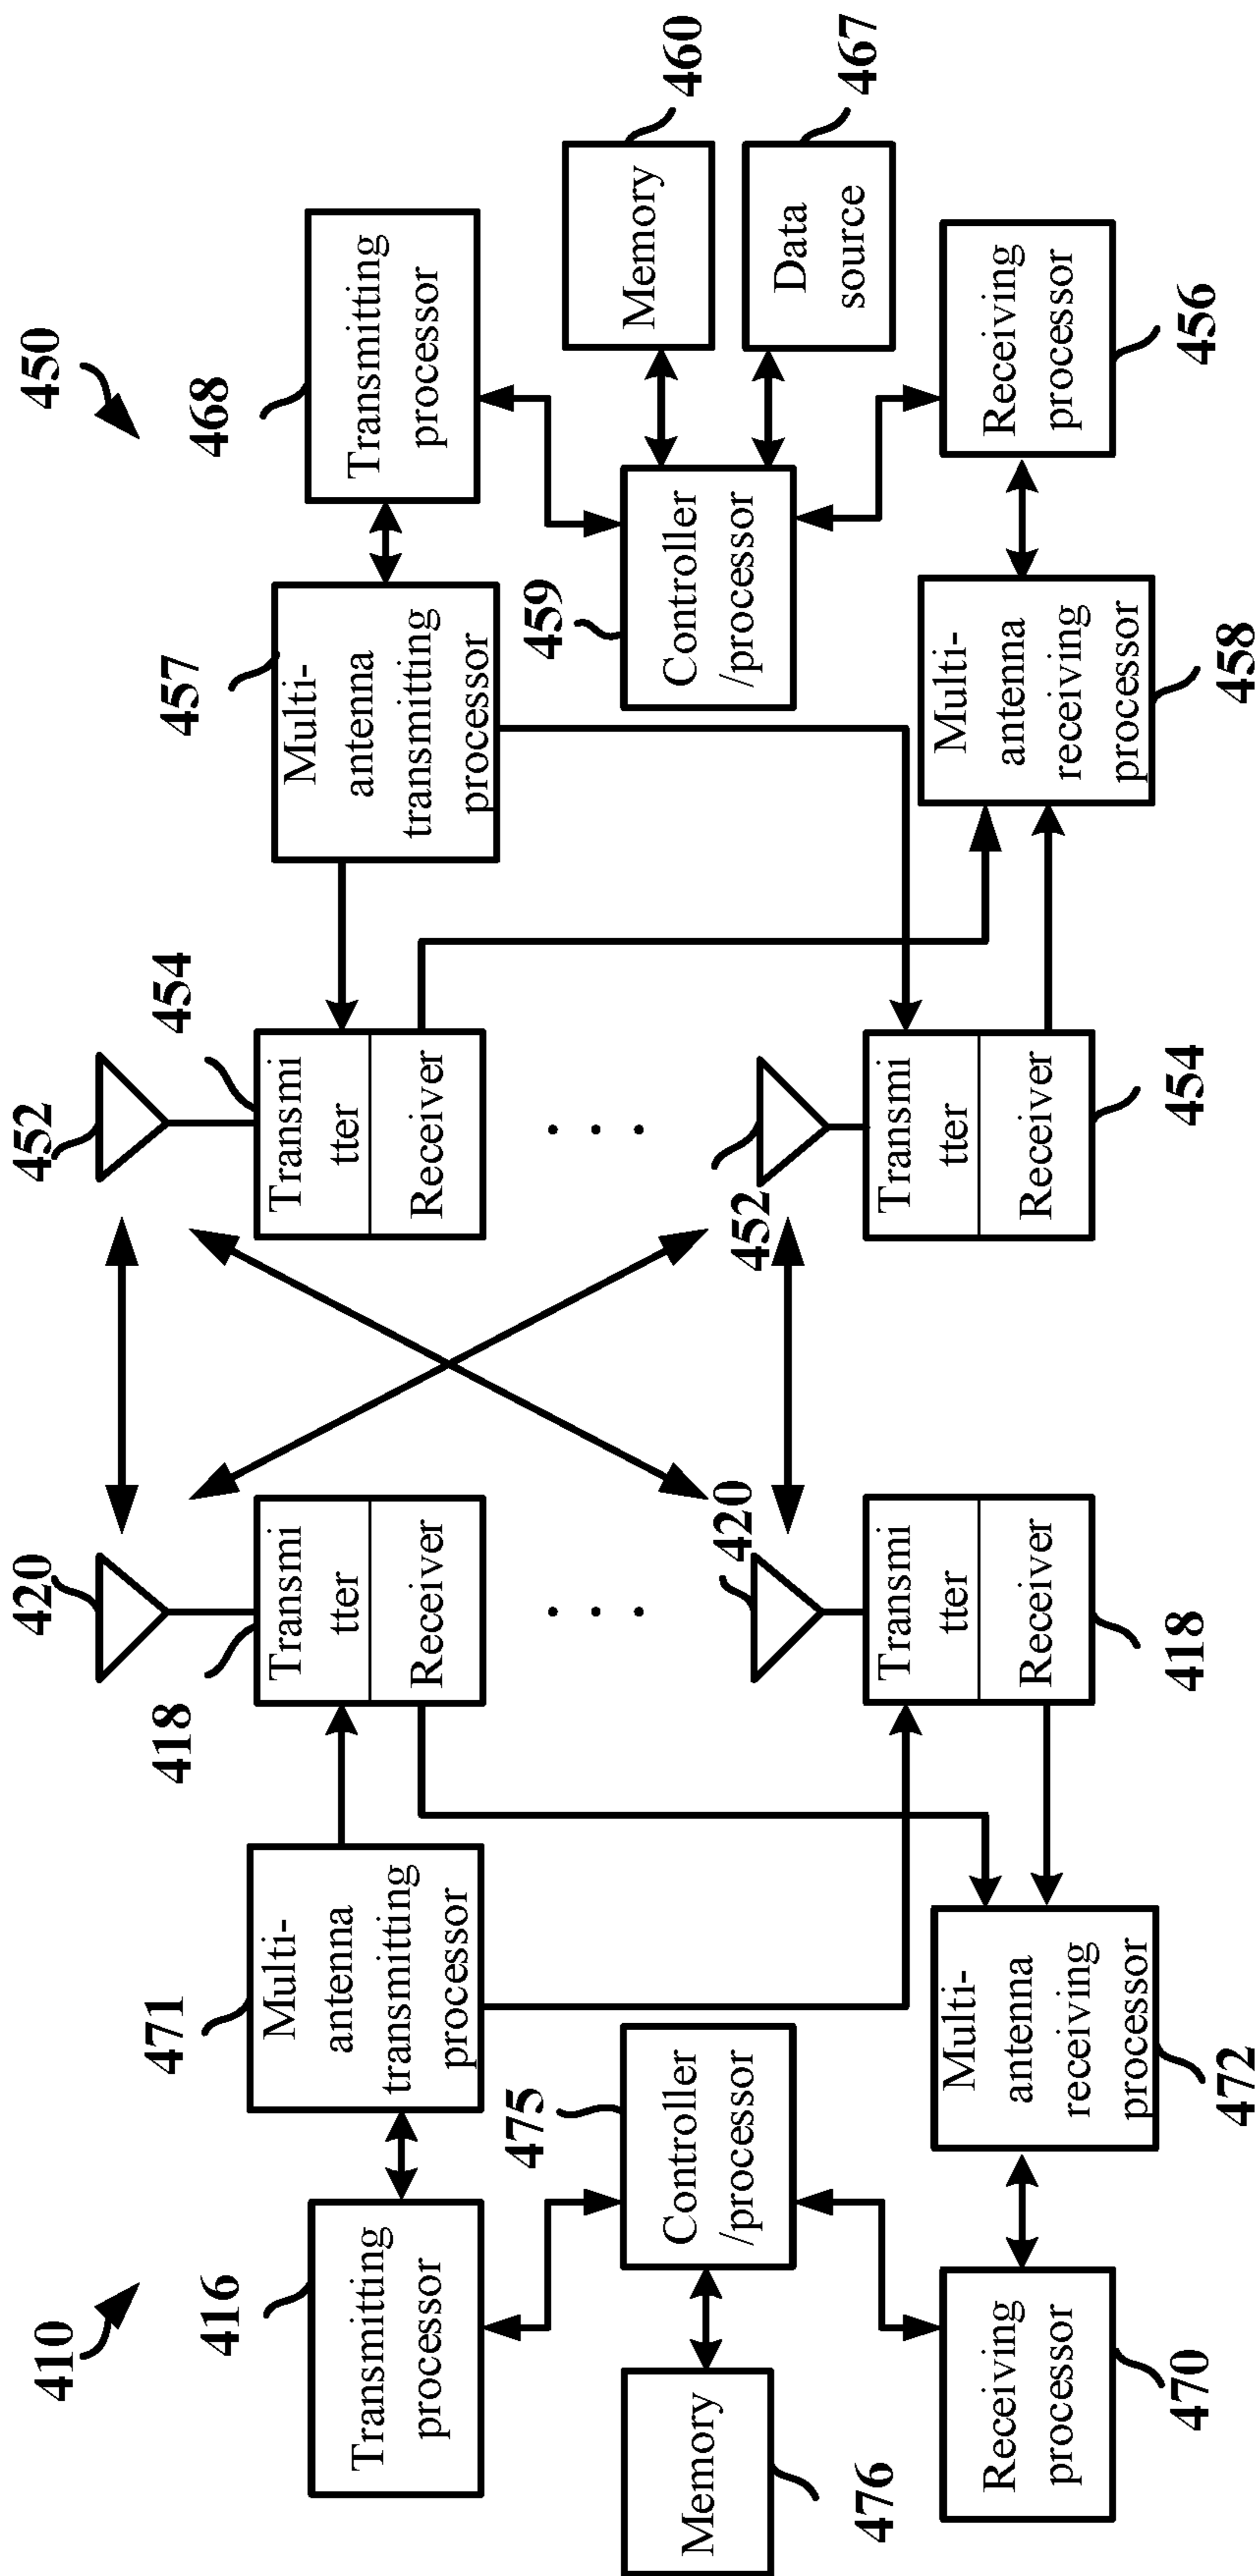 410
450
420
452
416
471
418
454
457
468
Transmitting
processor
Multi-
antenna
transmitting
processor
Transmi
tter
Receiver
Transmi
tter
Receiver
Multi-
antenna
transmitting
processor
Transmitting
processor
475
459
Memory
476
Controller
/processor
. . .
. . .
Controller
/processor
Memory
460
Data
source
467
420
452
Receiving
processor
470
Multi-
antenna
receiving
processor
472
Transmi
tter
Receiver
418
Transmi
tter
Receiver
454
Multi-
antenna
receiving
processor
458
Receiving
processor
456